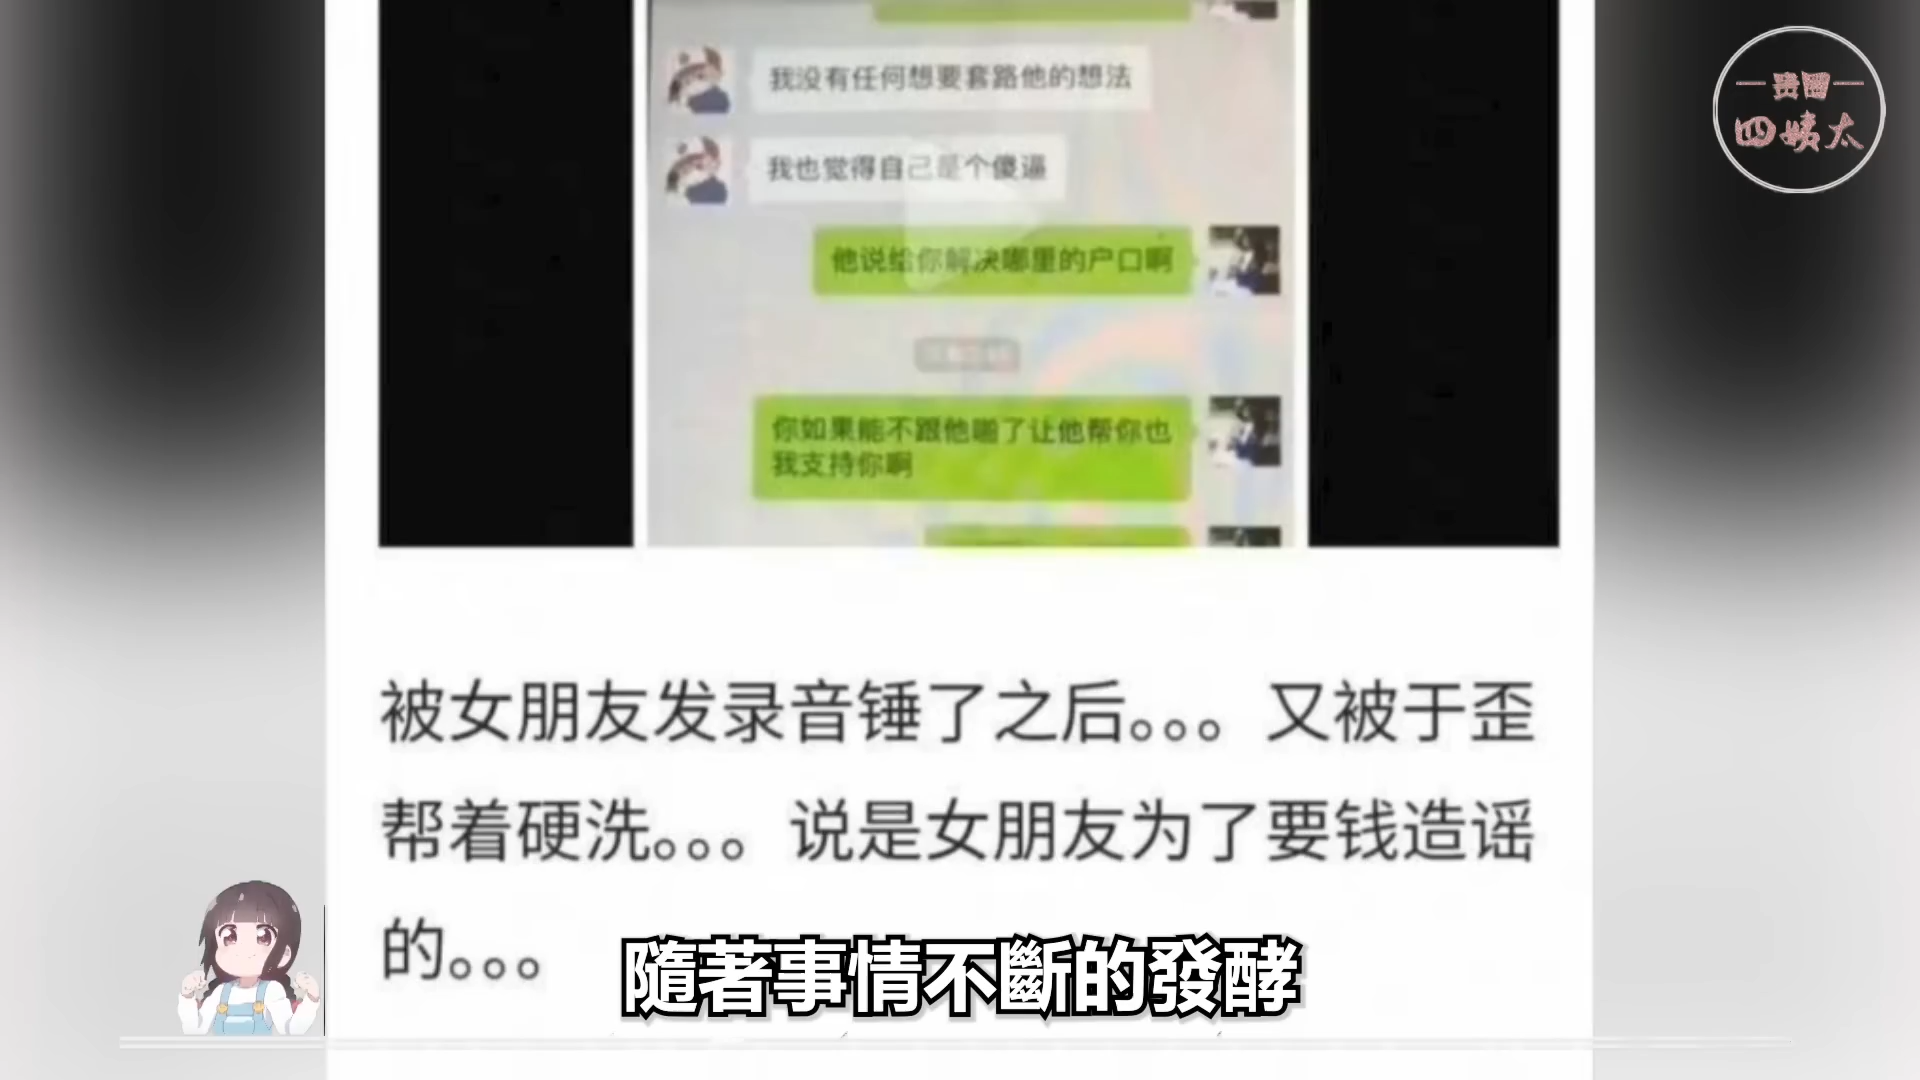 贵圈
四姨太
我没有任何想要套路他的想法
我也觉得自己是个傻逼
他说给你解决哪里的户口啊
你如果能不跟他啪了让他帮你也
我支持你啊
被女朋友发录音锤了之后。。。又被于歪
帮着硬洗。。。说是女朋友为了要钱造谣
的。。。
隨著事情不斷的發酵